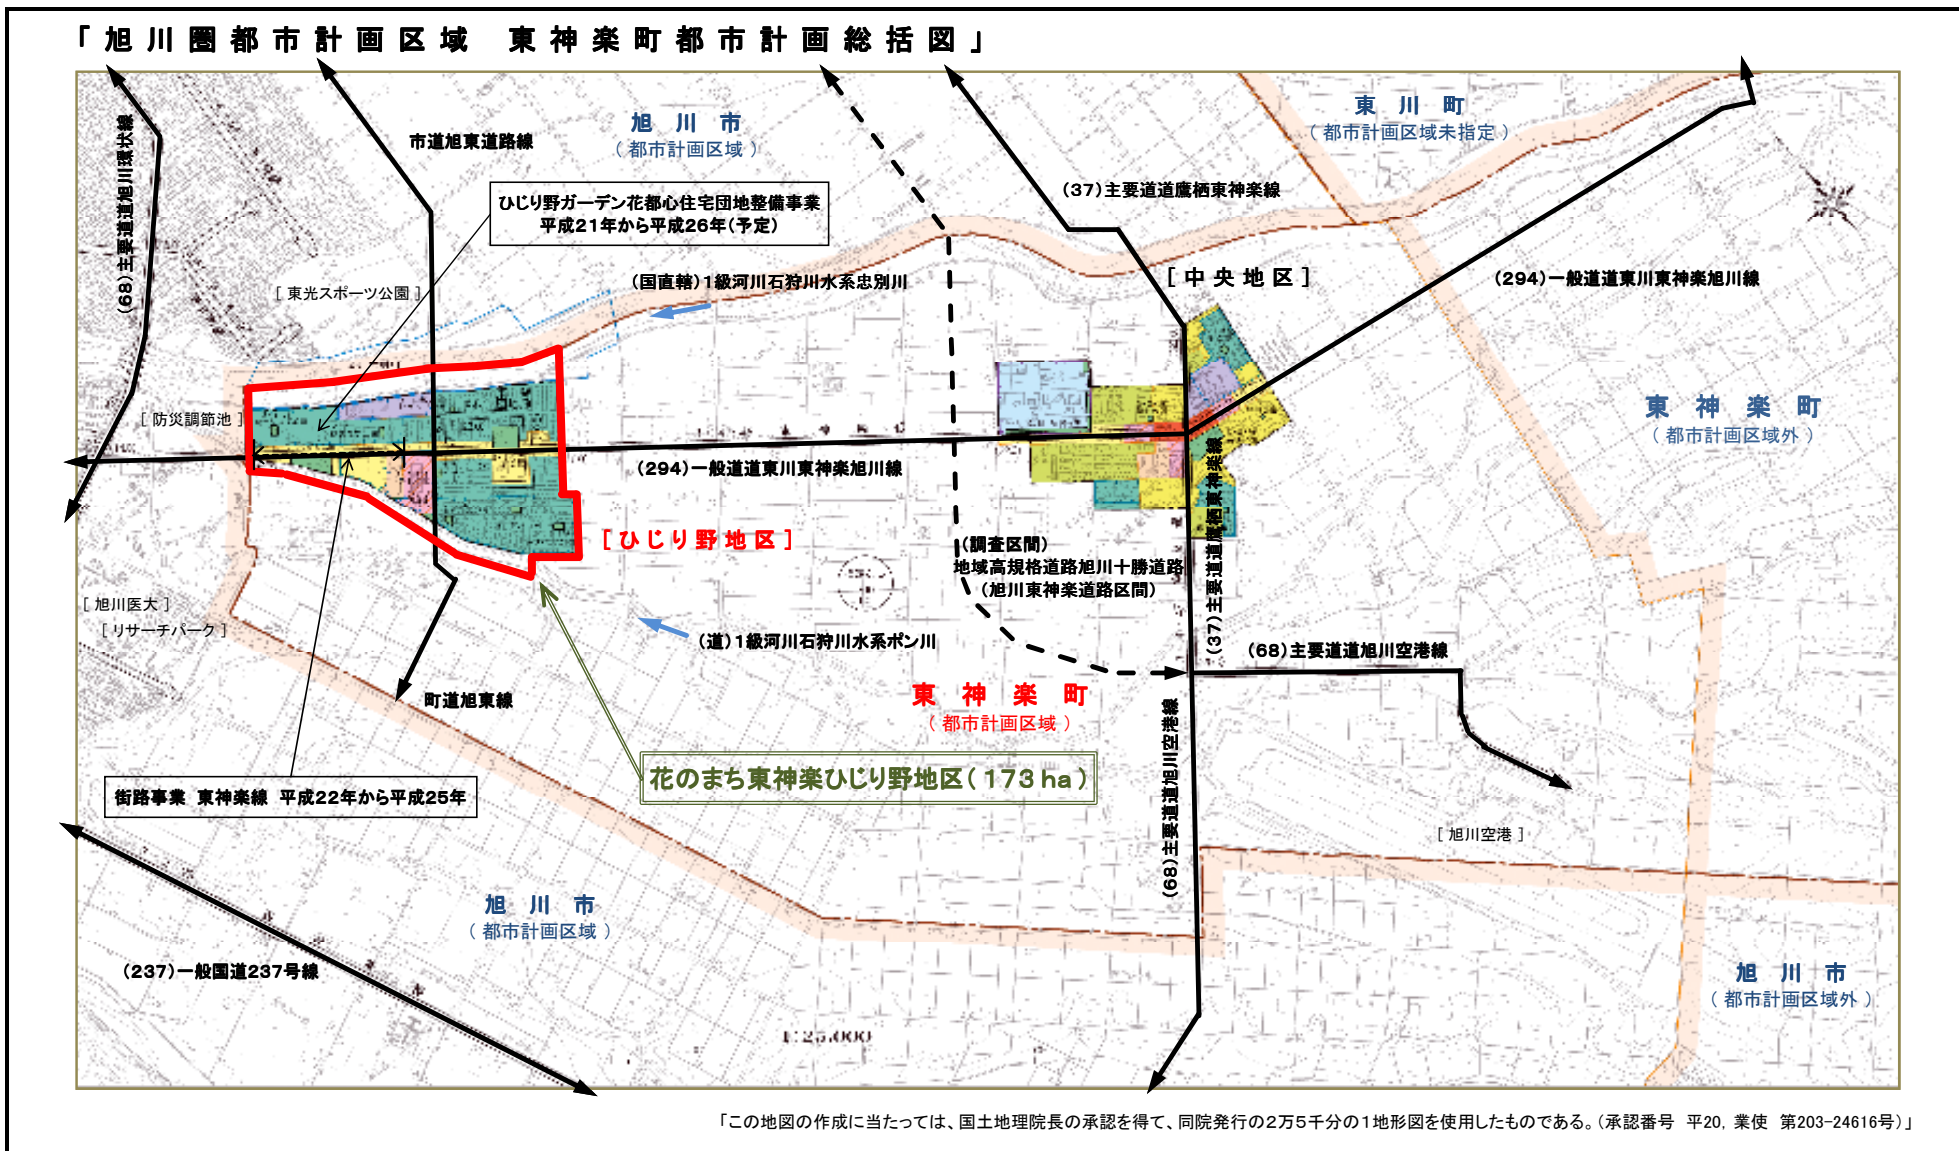 「旭川圏都市計画区域　東神楽町都市計画総括図」
(68)主要道道旭川環状線
市道旭東道路線
旭川市
（都市計画区域）
東川町
（都市計画区域未指定）
ひじり野ガーデン花都心住宅団地整備事業
平成21年から平成26年(予定)
(37)主要道道鷹栖東神楽線
[東光スポーツ公園]
(国直轄)1級河川石狩川水系忠別川
[中央地区]
(294)一般道道東川東神楽旭川線
[防災調節池]
東神楽町
（都市計画区域外）
(294)一般道道東川東神楽旭川線
(37)主要道道鷹栖東神楽線
[ひじり野地区]
(調査区間)
地域高規格道路旭川十勝道路
(旭川東神楽道路区間)
[旭川医大]
[リサーチパーク]
(道)1級河川石狩川水系ポン川
(68)主要道道旭川空港線
町道旭東線
東神楽町
（都市計画区域）
(68)主要道道旭川空港線
花のまち東神楽ひじり野地区(173ha)
街路事業 東神楽線 平成22年から平成25年
[旭川空港]
旭川市
（都市計画区域）
(237)一般国道237号線
旭川市
（都市計画区域外）
1:25,000
「この地図の作成に当たっては、国土地理院長の承認を得て、同院発行の2万5千分の1地形図を使用したものである。(承認番号　平20, 業使　第203-24616号)」